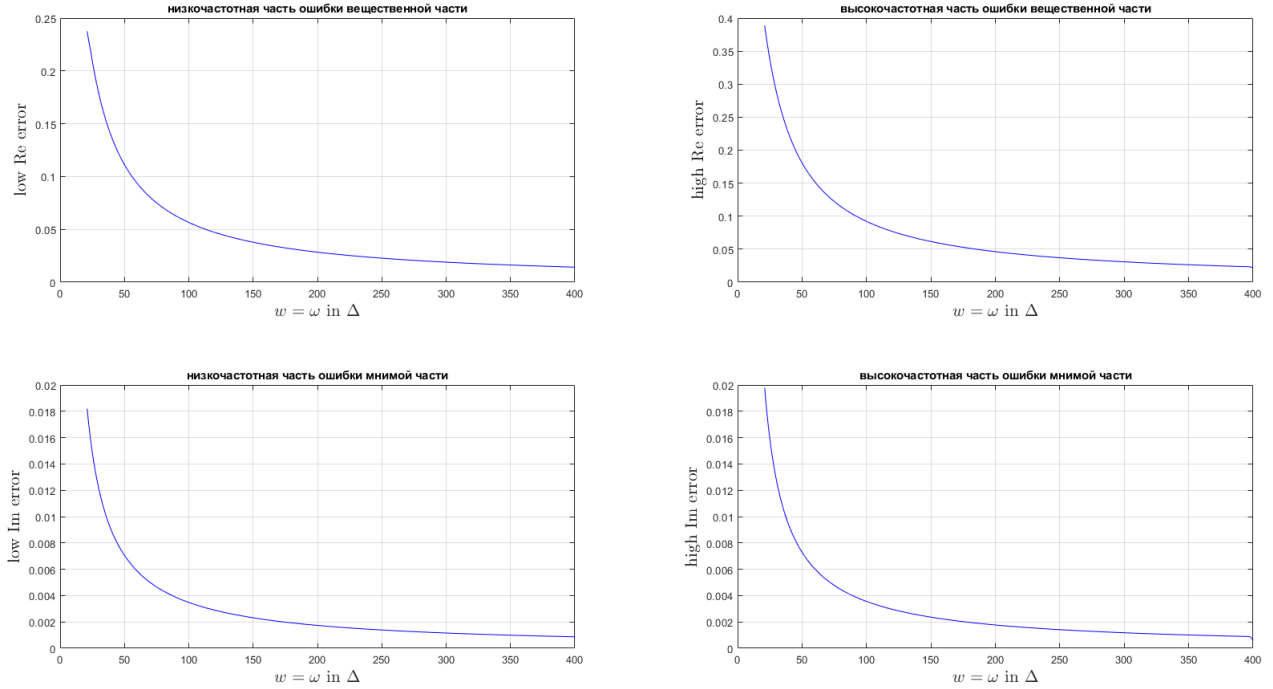 низкочастотная часть ошибки вещественной части
0.25
0.2
0.15
0.1
0.05
0
low Re error
0 50 100 150 200 250 300 350 400
w = ω in Δ
высокочастотная часть ошибки вещественной части
0.4
0.35
0.3
0.25
0.2
0.15
0.1
0.05
0
high Re error
0 50 100 150 200 250 300 350 400
w = ω in Δ
низкочастотная часть ошибки мнимой части
0.02
0.018
0.016
0.014
0.012
0.01
0.008
0.006
0.004
0.002
0
low Im error
0 50 100 150 200 250 300 350 400
w = ω in Δ
высокочастотная часть ошибки мнимой части
0.02
0.018
0.016
0.014
0.012
0.01
0.008
0.006
0.004
0.002
0
high Im error
0 50 100 150 200 250 300 350 400
w = ω in Δ